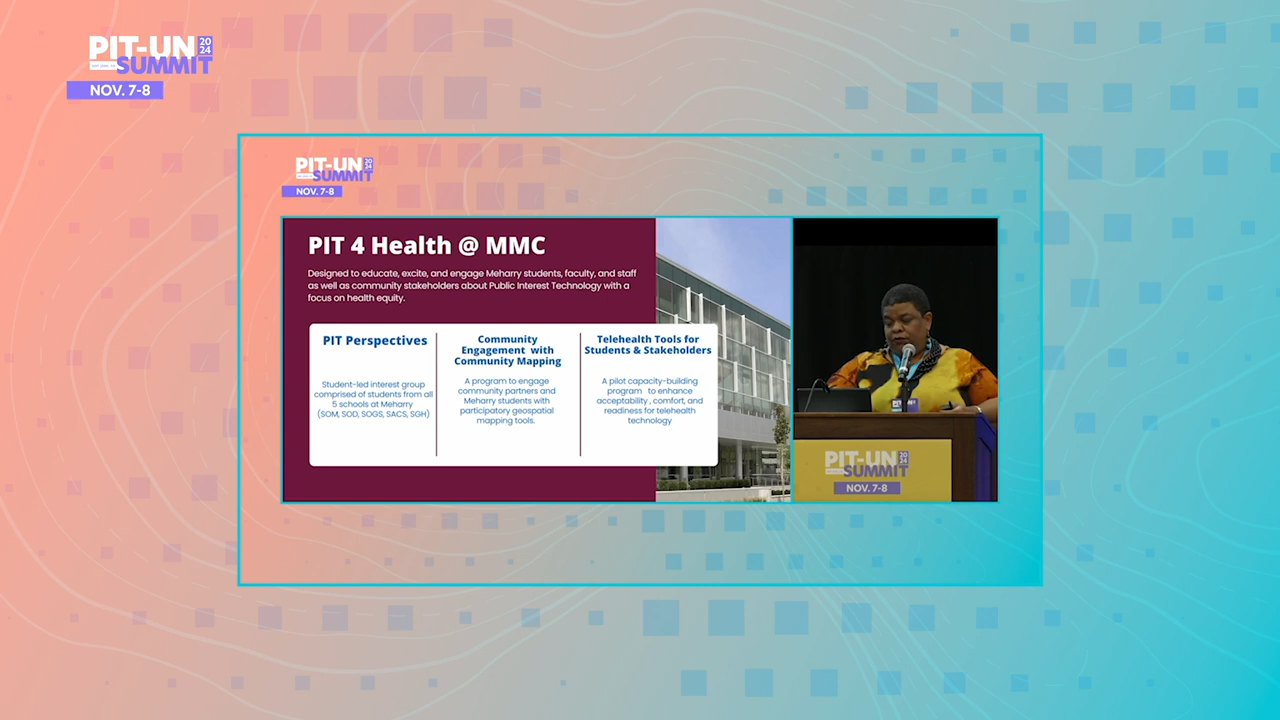 PIT-UN 2024
SUMMIT
NOV. 7-8
PIT-UN 2024
SUMMIT
NOV. 7-8
PIT 4 Health @ MMC
Designed to educate, excite, and engage Meharry students, faculty, and staff
as well as community stakeholders about Public Interest Technology with a
focus on health equity.
PIT Perspectives
Student-led interest group
comprised of students from all
5 schools at Meharry
(SOM, SOD, SOGS, SACS, SGH)
Community
Engagement with
Community Mapping
A program to engage
community partners and
Meharry students with
participatory geospatial
mapping tools.
Telehealth Tools for
Students & Stakeholders
A pilot capacity-building
program to enhance
acceptability , comfort, and
readiness for telehealth
technology
PIT-UN 2024
SUMMIT
NOV. 7-8